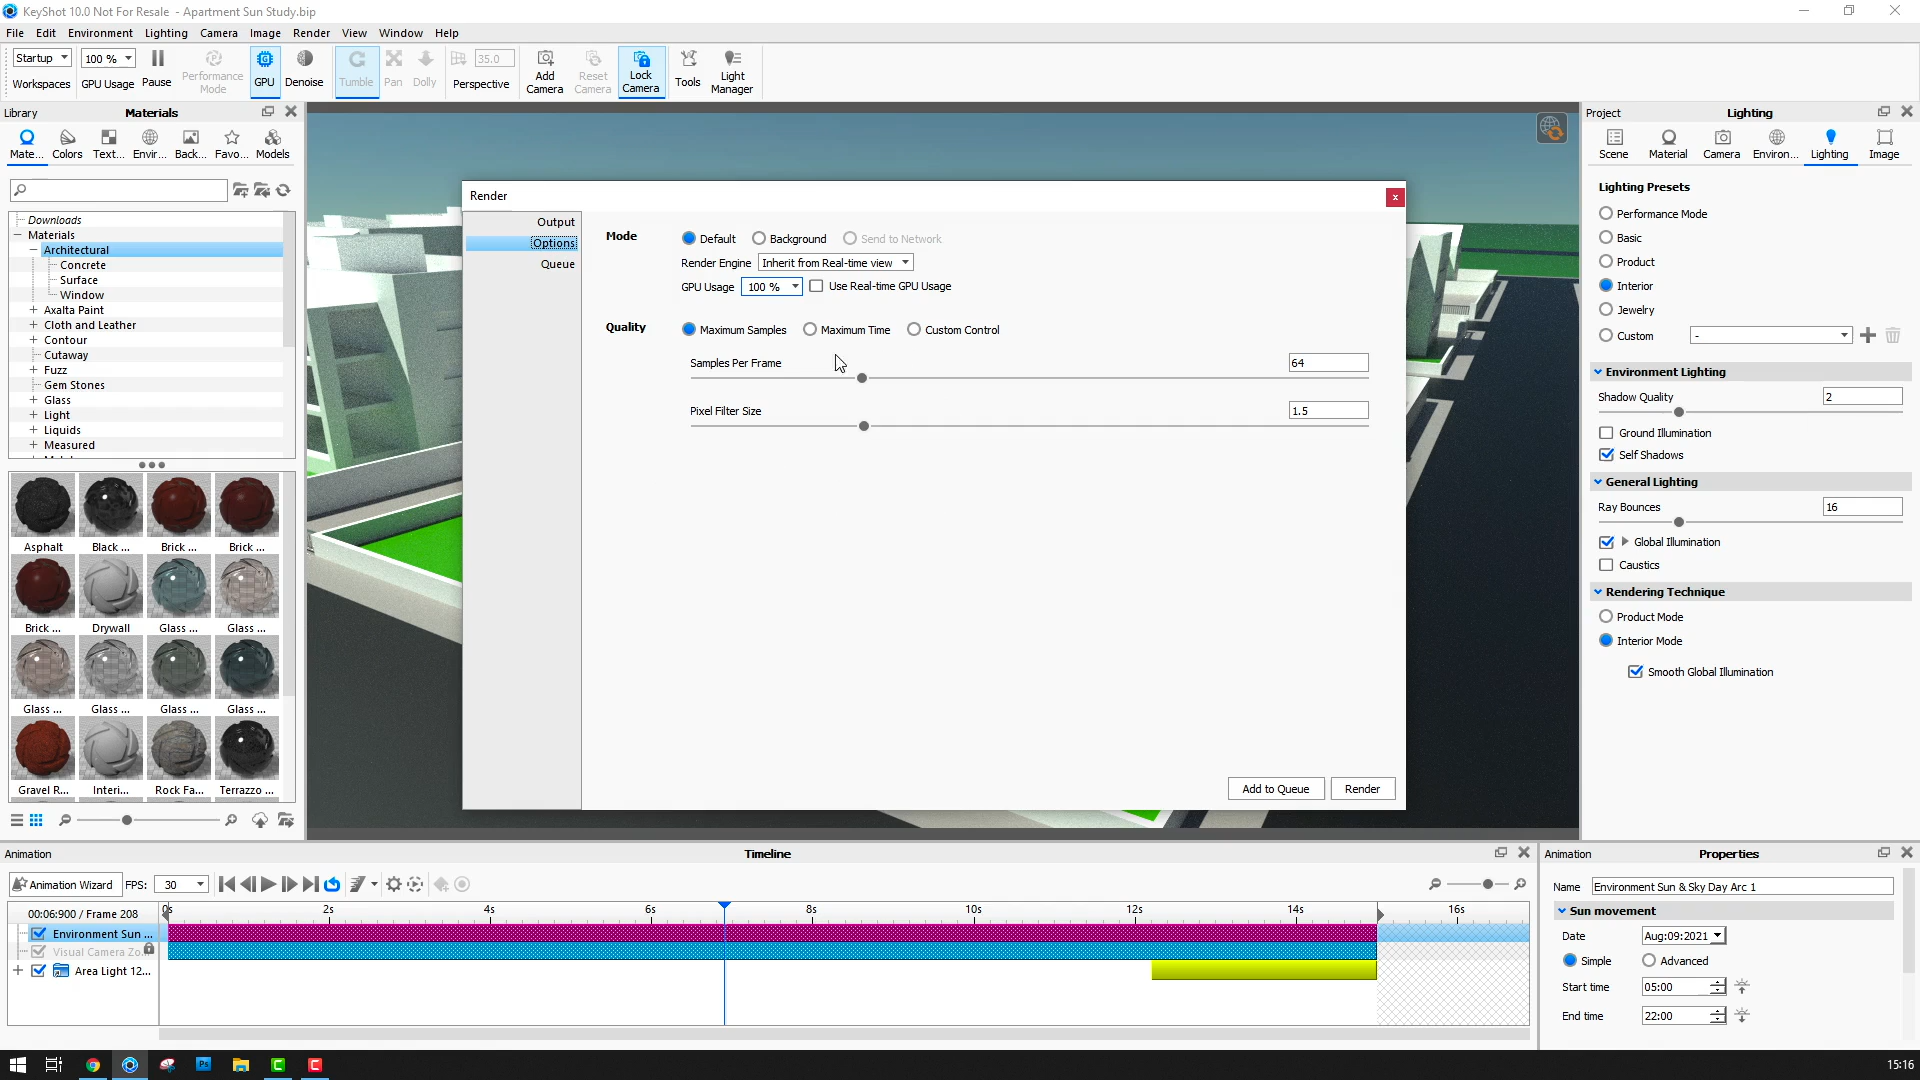 KeyShot 10.0 Not For Resale - Apartment Sun Study.bip
File Edit Environment Lighting Camera Image Render View Window Help
Startup 100 % 35.0
Workspaces GPU Usage Pause Performance Mode GPU Denoise Tumble Pan Dolly Perspective Add Camera Reset Camera Lock Camera Tools Light Manager
Library Materials
Mate... Colors Text... Envir... Back... Favo... Models
Downloads
Materials
Architectural
Concrete
Surface
Window
Axalta Paint
Cloth and Leather
Contour
Cutaway
Fuzz
Gem Stones
Glass
Light
Liquids
Measured
Asphalt Black ... Brick ... Brick ...
Brick ... Drywall Glass ... Glass ...
Glass ... Glass ... Glass ... Glass ...
Gravel R... Interi... Rock Fa... Terrazzo ...
Render
x
Output
Options
Queue
Mode Default Background Send to Network
Render Engine Inherit from Real-time view
GPU Usage 100 % Use Real-time GPU Usage
Quality Maximum Samples Maximum Time Custom Control
Samples Per Frame 64
Pixel Filter Size 1.5
Add to Queue Render
Project Lighting
Scene Material Camera Environ... Lighting Image
Lighting Presets
Performance Mode
Basic
Product
Interior
Jewelry
Custom -
Environment Lighting
Shadow Quality 2
Ground Illumination
Self Shadows
General Lighting
Ray Bounces 16
Global Illumination
Caustics
Rendering Technique
Product Mode
Interior Mode
Smooth Global Illumination
Animation Timeline
Animation Wizard FPS: 30
00:06:900 / Frame 208 0s 2s 4s 6s 8s 10s 12s 14s 16s
Environment Sun ...
Visual Camera Zo...
Area Light 12...
Animation Properties
Name Environment Sun & Sky Day Arc 1
Sun movement
Date Aug:09:2021
Simple Advanced
Start time 05:00
End time 22:00
Ps C C
15:16